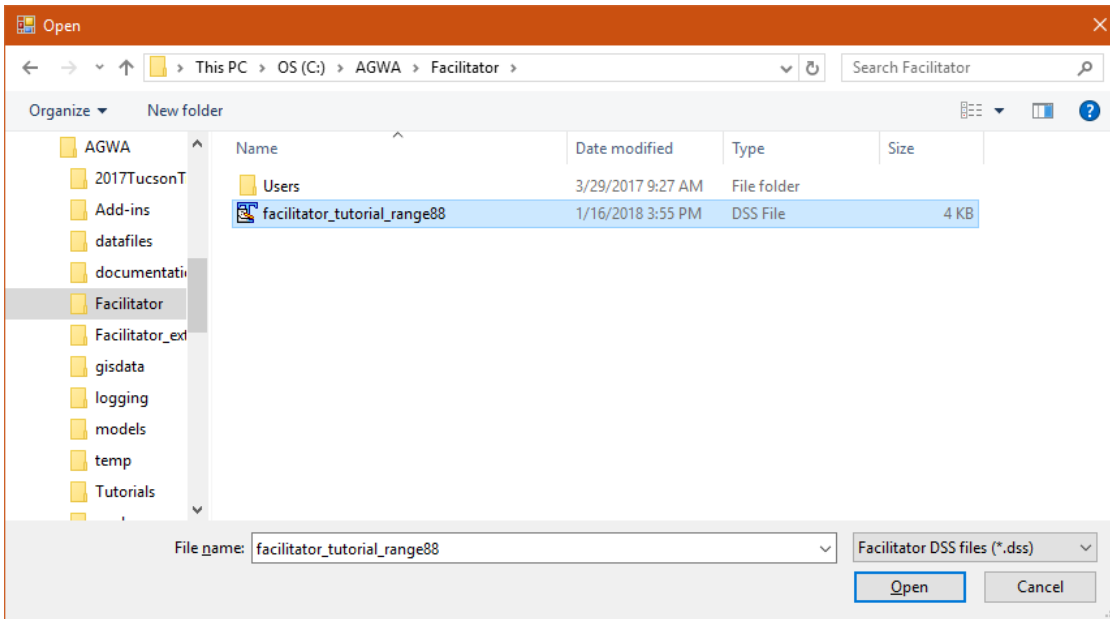 Open
This PC > OS (C:) > AGWA > Facilitator >
Search Facilitator
Organize
New folder
Name
Date modified
Type
Size
AGWA
2017TucsonT
Add-ins
datafiles
documentati
Facilitator
Facilitator_ext
gisdata
logging
models
temp
Tutorials
Users 3/29/2017 9:27 AM File folder
facilitator_tutorial_range88 1/16/2018 3:55 PM DSS File 4 KB
File name: facilitator_tutorial_range88
Facilitator DSS files (*.dss)
Open
Cancel